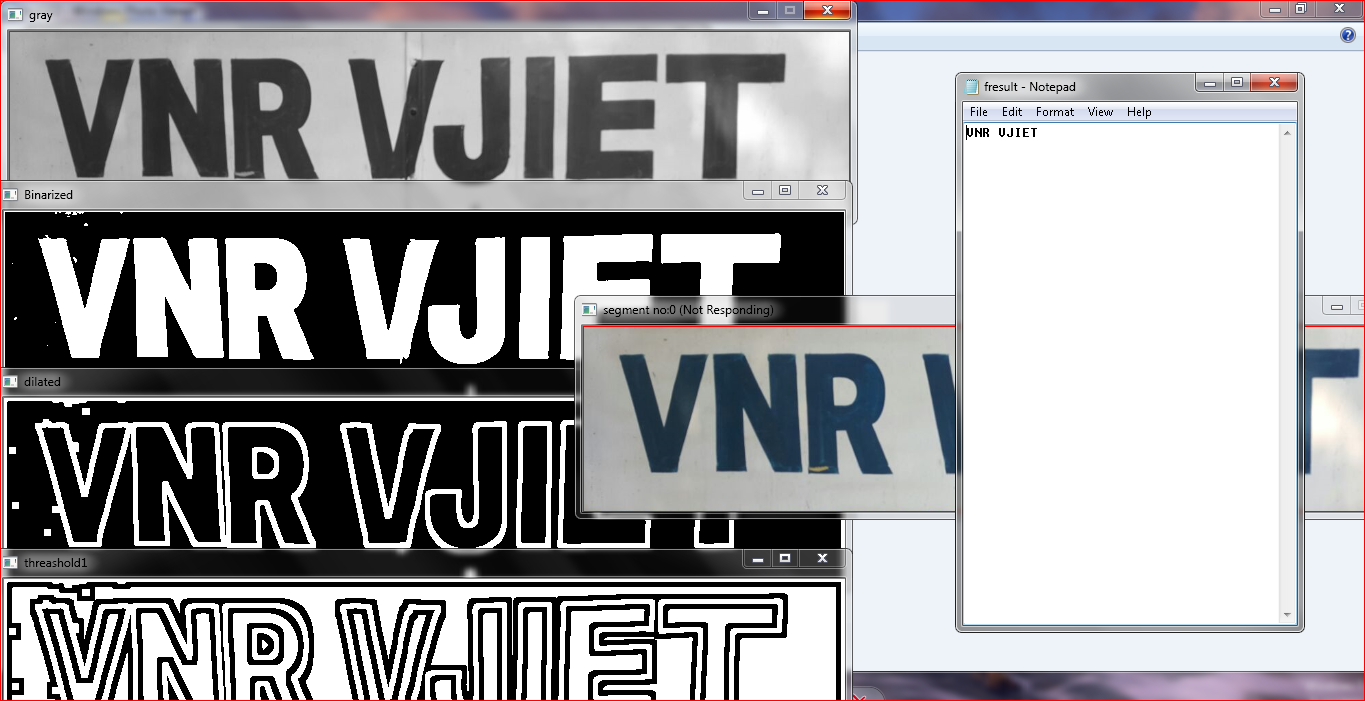 gray
VNR VJIET
Binarized
VNR VJIET
dilated
VNR VJIET
threashold1
VNR VJIET
segment no:0 (Not Responding)
VNR
fresult - Notepad
File Edit Format View Help
VNR VJIET